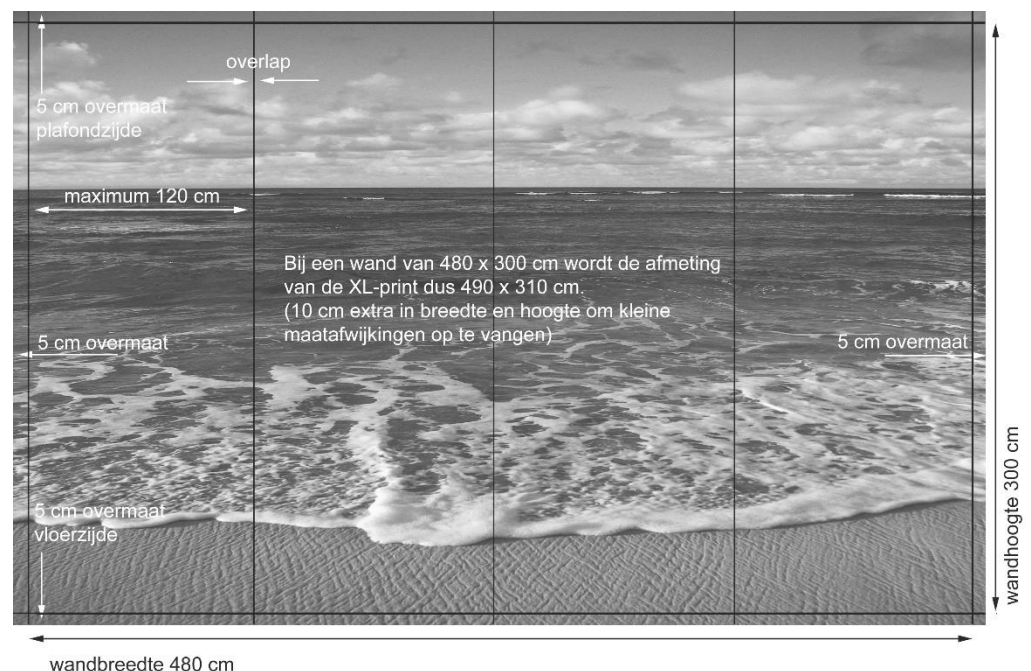 overlap
5 cm overmaat
plafondzijde
maximum 120 cm
Bij een wand van 480 x 300 cm wordt de afmeting
van de XL-print dus 490 x 310 cm.
(10 cm extra in breedte en hoogte om kleine
maatafwijkingen op te vangen)
5 cm overmaat
5 cm overmaat
5 cm overmaat
vloerzijde
wandhoogte 300 cm
wandbreedte 480 cm